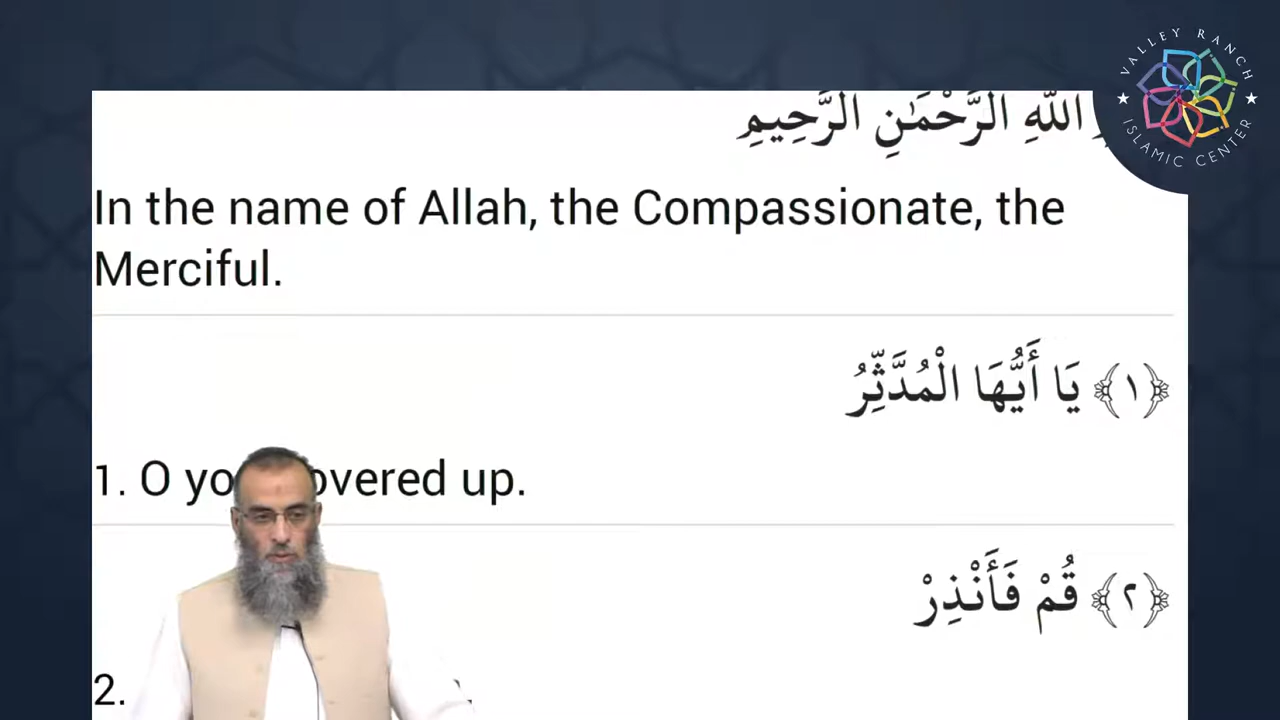 VALLEY RANCH
ISLAMIC CENTER
اللَّهِ الرَّحْمَٰنِ الرَّحِيمِ
In the name of Allah, the Compassionate, the
Merciful.
﴿١﴾ يَا أَيُّهَا الْمُدَّثِّرُ
1. O overed up.
﴿٢﴾ قُمْ فَأَنْذِرْ
2.